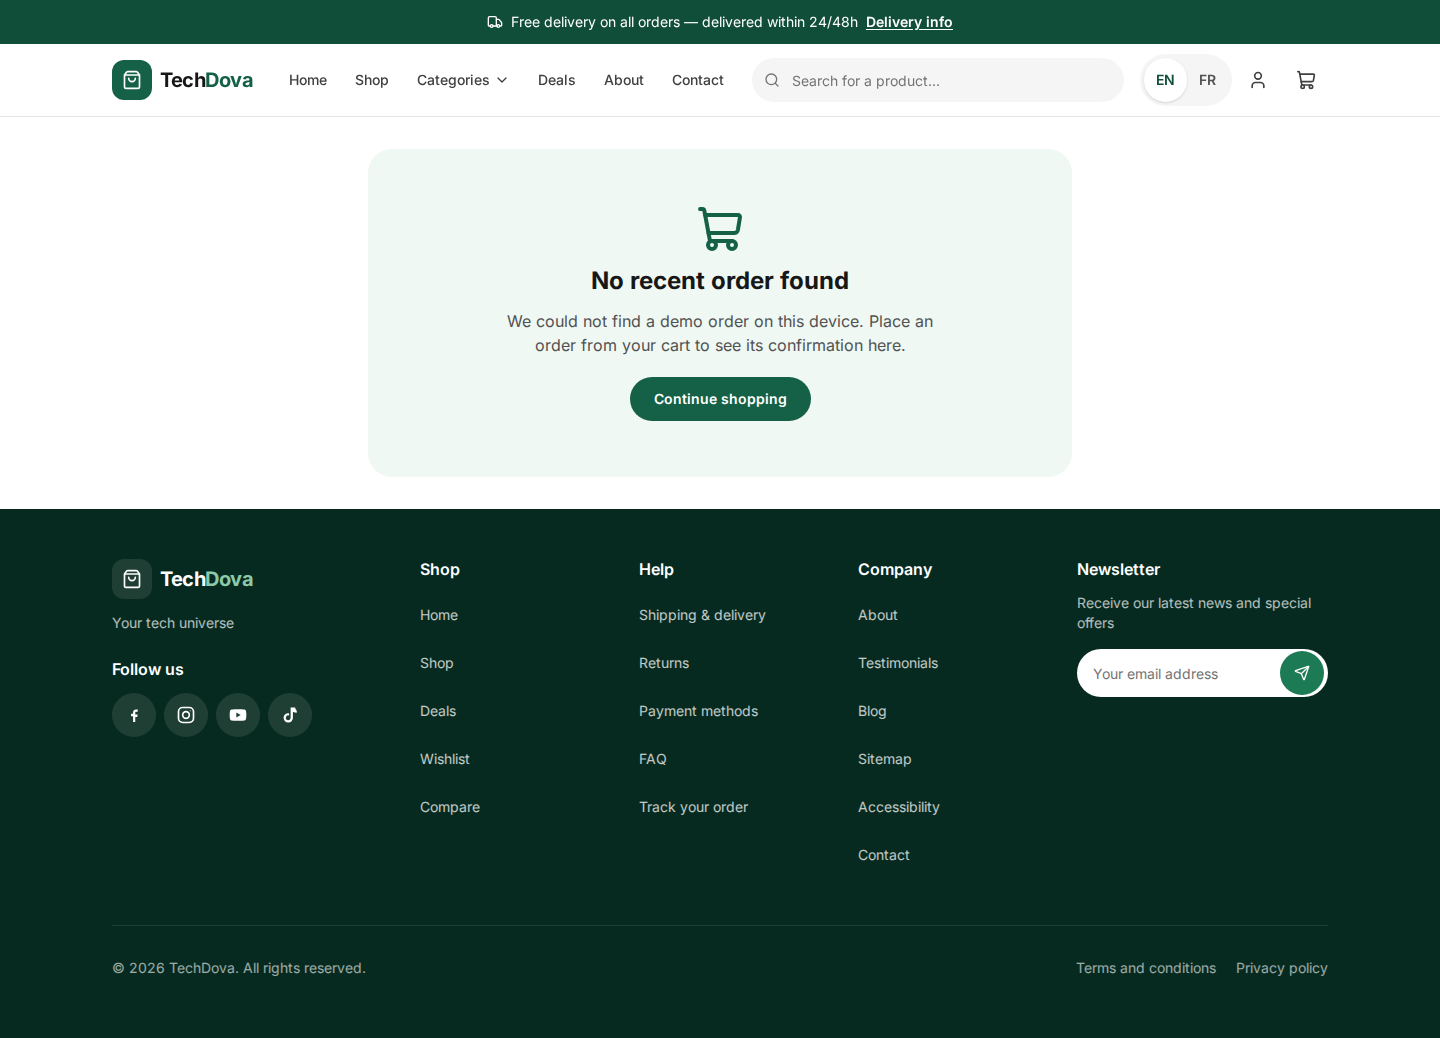 Free delivery on all orders — delivered within 24/48h Delivery info
TechDova
Home
Shop
Categories
Deals
About
Contact
Search for a product...
EN
FR
No recent order found
We could not find a demo order on this device. Place an
order from your cart to see its confirmation here.
Continue shopping
TechDova
Your tech universe
Follow us
Shop
Home
Shop
Deals
Wishlist
Compare
Help
Shipping & delivery
Returns
Payment methods
FAQ
Track your order
Company
About
Testimonials
Blog
Sitemap
Accessibility
Contact
Newsletter
Receive our latest news and special
offers
Your email address
© 2026 TechDova. All rights reserved.
Terms and conditions
Privacy policy